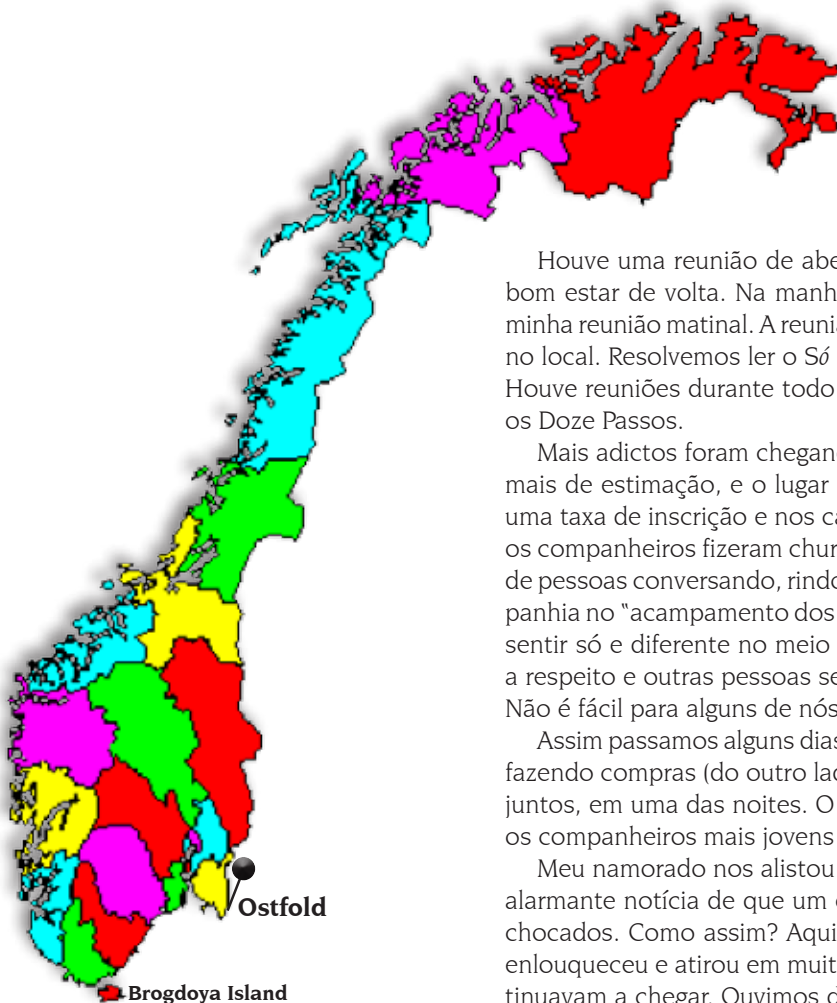 Houve uma reunião de abe
bom estar de volta. Na manh
minha reunião matinal. A reuniã
no local. Resolvemos ler o Só
Houve reuniões durante todo
os Doze Passos.
Mais adictos foram chegand
mais de estimação, e o lugar
uma taxa de inscrição e nos ca
os companheiros fizeram chur
de pessoas conversando, rindo
panhia no "acampamento dos
sentir só e diferente no meio
a respeito e outras pessoas se
Não é fácil para alguns de nós
Assim passamos alguns dias
fazendo compras (do outro lad
juntos, em uma das noites. O
os companheiros mais jovens
Meu namorado nos alistou
alarmante notícia de que um
chocados. Como assim? Aqui
enlouqueceu e atirou em muit
tinuavam a chegar. Ouvimos
Ostfold
Brogdoya Island